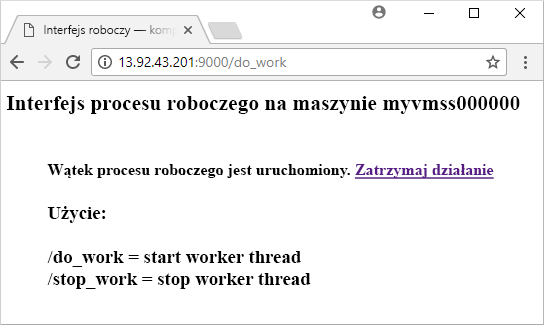 Interfejs roboczy — komp
13.92.43.201:9000/do_work
Interfejs procesu roboczego na maszynie myvmss000000
Wątek procesu roboczego jest uruchomiony. Zatrzymaj działanie
Użycie:
/do_work = start worker thread
/stop_work = stop worker thread